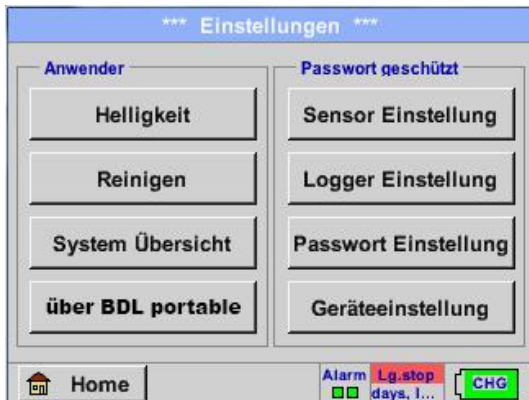 *** Einstellungen ***
Anwender
Helligkeit
Reinigen
System Übersicht
über BDL portable
Passwort geschützt
Sensor Einstellung
Logger Einstellung
Passwort Einstellung
Geräteeinstellung
Home
Alarm
Lg.stop
days, l...
CHG